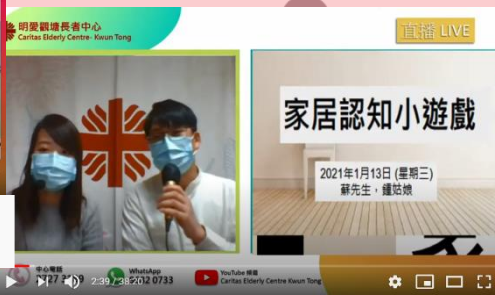 明愛觀塘長者中心
Caritas Elderly Centre- Kwun Tong
直播 LIVE
家居認知小遊戲
2021年1月13日 (星期三)
蘇先生，鍾姑娘
中心電話
WhatsApp
0733
YouTube 頻道
Caritas Elderly Centre Kwun Tong
2:39